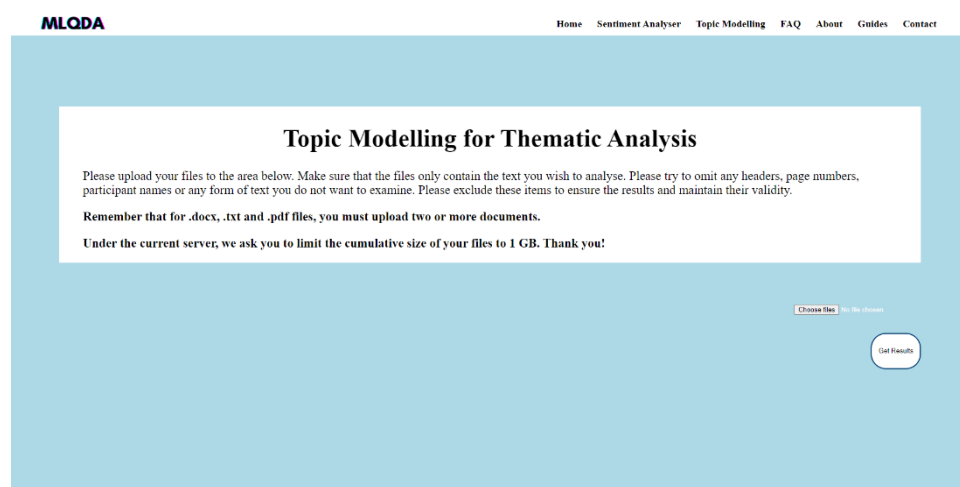 MLQDA
Home Sentiment Analyser Topic Modelling FAQ About Guides Contact
Topic Modelling for Thematic Analysis
Please upload your files to the area below. Make sure that the files only contain the text you wish to analyse. Please try to omit any headers, page numbers,
participant names or any form of text you do not want to examine. Please exclude these items to ensure the results and maintain their validity.
Remember that for .docx, .txt and .pdf files, you must upload two or more documents.
Under the current server, we ask you to limit the cumulative size of your files to 1 GB. Thank you!
Choose files No file chosen
Get Results